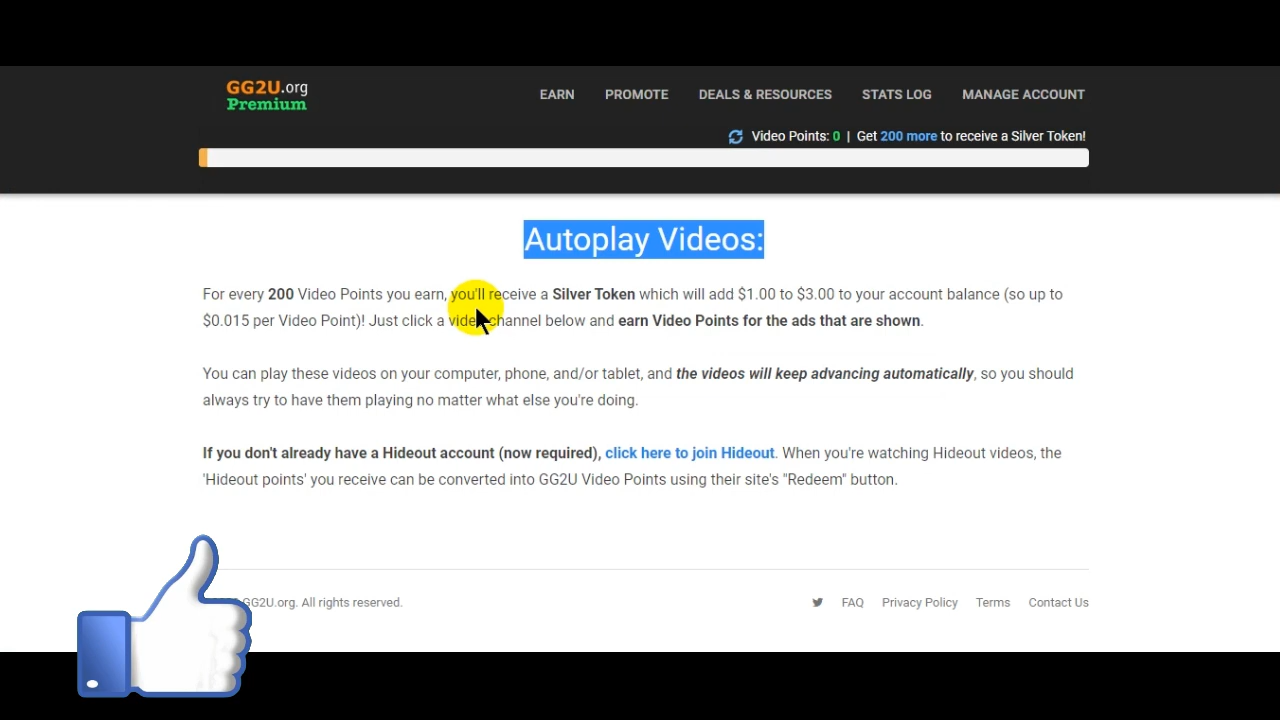 GG2U.org
Premium
EARN PROMOTE DEALS & RESOURCES STATS LOG MANAGE ACCOUNT
Video Points: 0 | Get 200 more to receive a Silver Token!
Autoplay Videos:
For every 200 Video Points you earn, you'll receive a Silver Token which will add $1.00 to $3.00 to your account balance (so up to
$0.015 per Video Point)! Just click a video channel below and earn Video Points for the ads that are shown.
You can play these videos on your computer, phone, and/or tablet, and the videos will keep advancing automatically, so you should
always try to have them playing no matter what else you're doing.
If you don't already have a Hideout account (now required), click here to join Hideout. When you're watching Hideout videos, the
'Hideout points' you receive can be converted into GG2U Video Points using their site's "Redeem" button.
GG2U.org. All rights reserved.
FAQ Privacy Policy Terms Contact Us